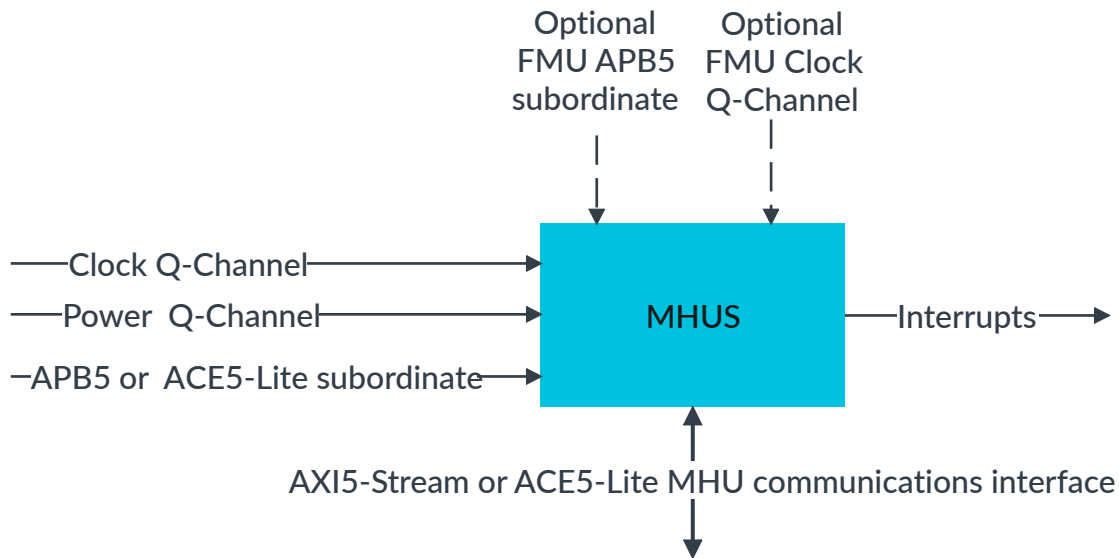 Optional
FMU APB5
subordinate
Optional
FMU Clock
Q-Channel
Clock Q-Channel
Power Q-Channel
APB5 or ACE5-Lite subordinate
MHUS
Interrupts
AXI5-Stream or ACE5-Lite MHU communications interface